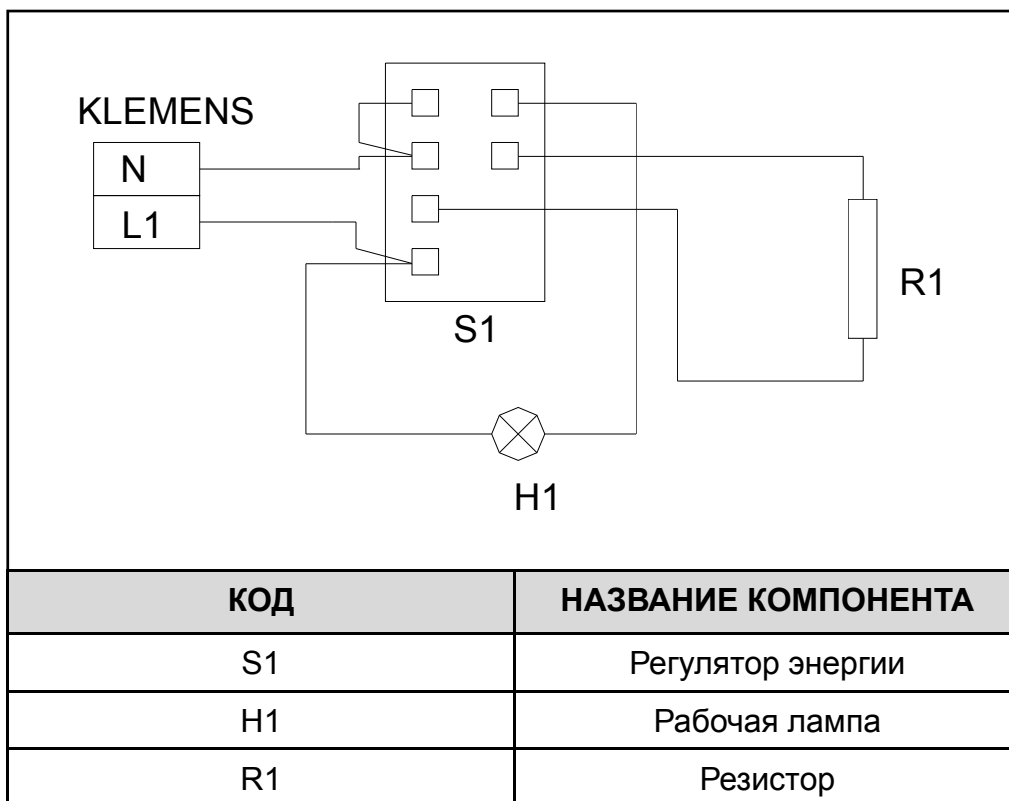 KLEMENS
N
L1
S1
R1
H1
КОД НАЗВАНИЕ КОМПОНЕНТА
S1 Регулятор энергии
H1 Рабочая лампа
R1 Резистор